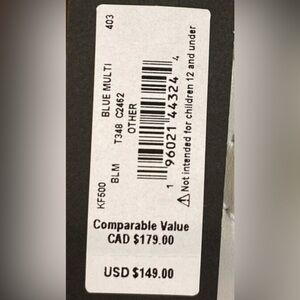 403
BLUE MULTI
T348 C2462
OTHER
KF600
BLM
1 96021 44324 4
⚠ Not intended for children 12 and under
Comparable Value
CAD $179.00
USD $149.00